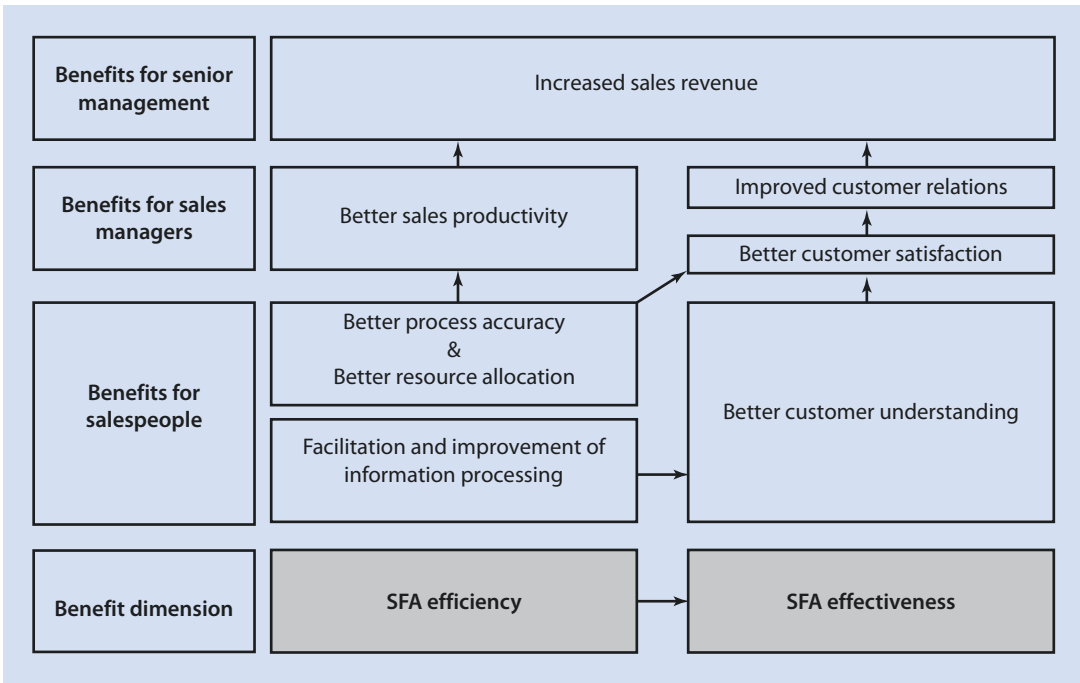 Benefits for senior
management
Increased sales revenue
Benefits for sales
managers
Better sales productivity
Improved customer relations
Better customer satisfaction
Benefits for
salespeople
Better process accuracy
&
Better resource allocation
Facilitation and improvement of
information processing
Better customer understanding
Benefit dimension
SFA efficiency
SFA effectiveness